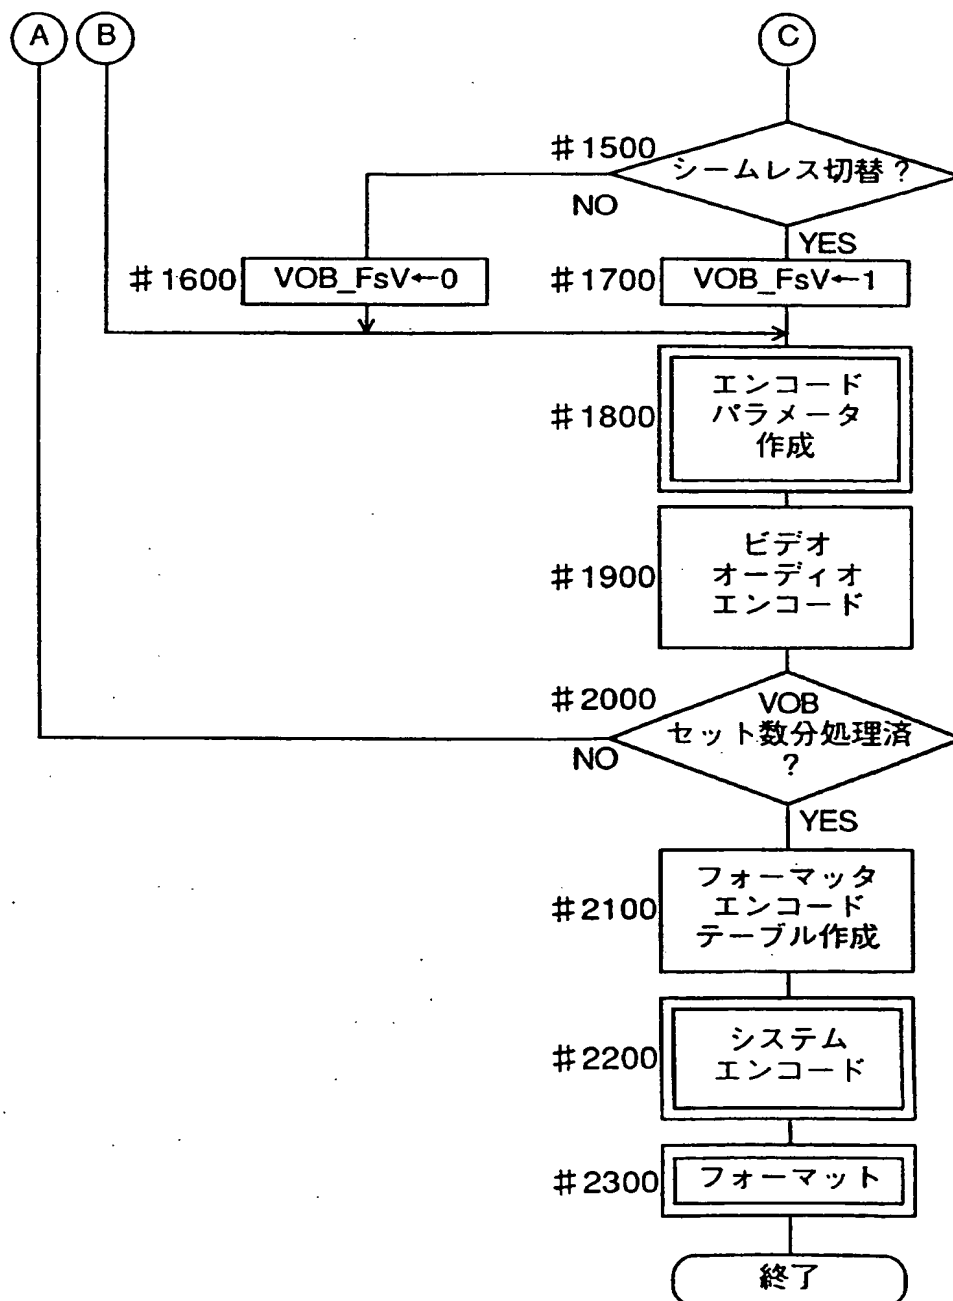 A B C
#1500
シームレス切替?
NO
YES
#1600
VOB_FsV←0
#1700
VOB_FsV←1
#1800
エンコード
パラメータ
作成
#1900
ビデオ
オーディオ
エンコード
#2000
VOB
セット数分処理済
?
NO
YES
#2100
フォーマッタ
エンコード
テーブル作成
#2200
システム
エンコード
#2300
フォーマット
終了